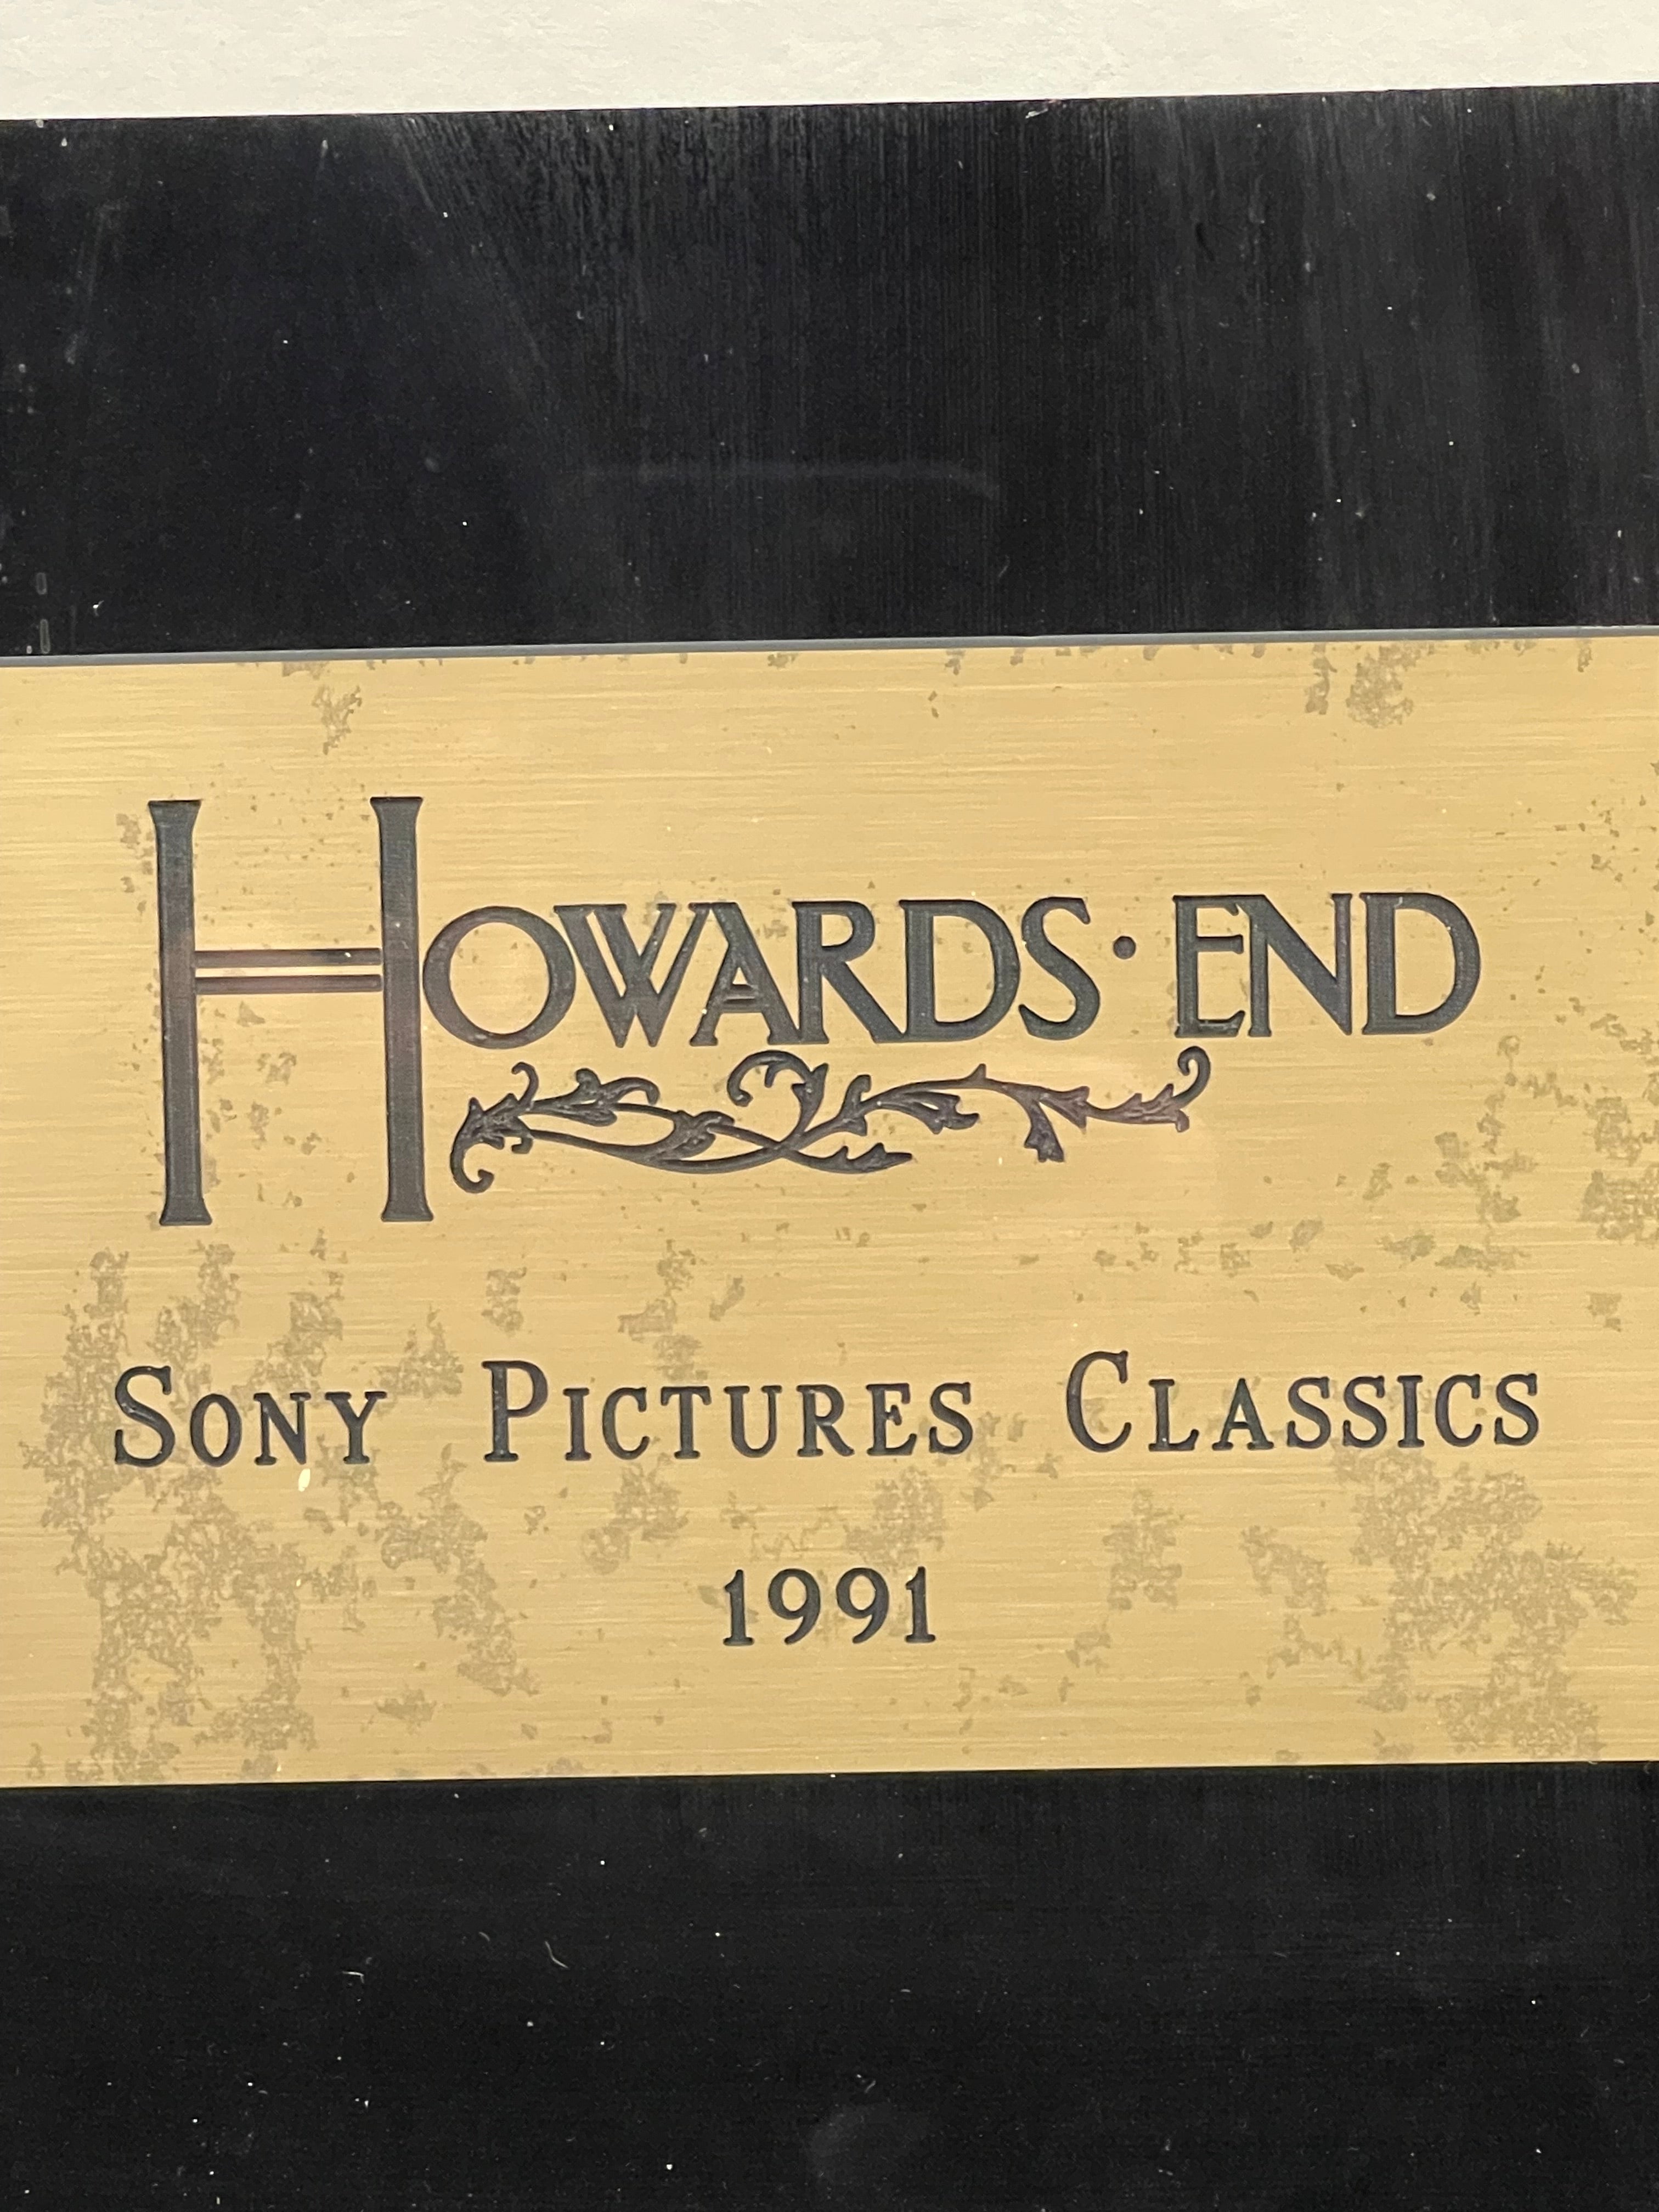 HOWARDS·END
SONY PICTURES CLASSICS
1991